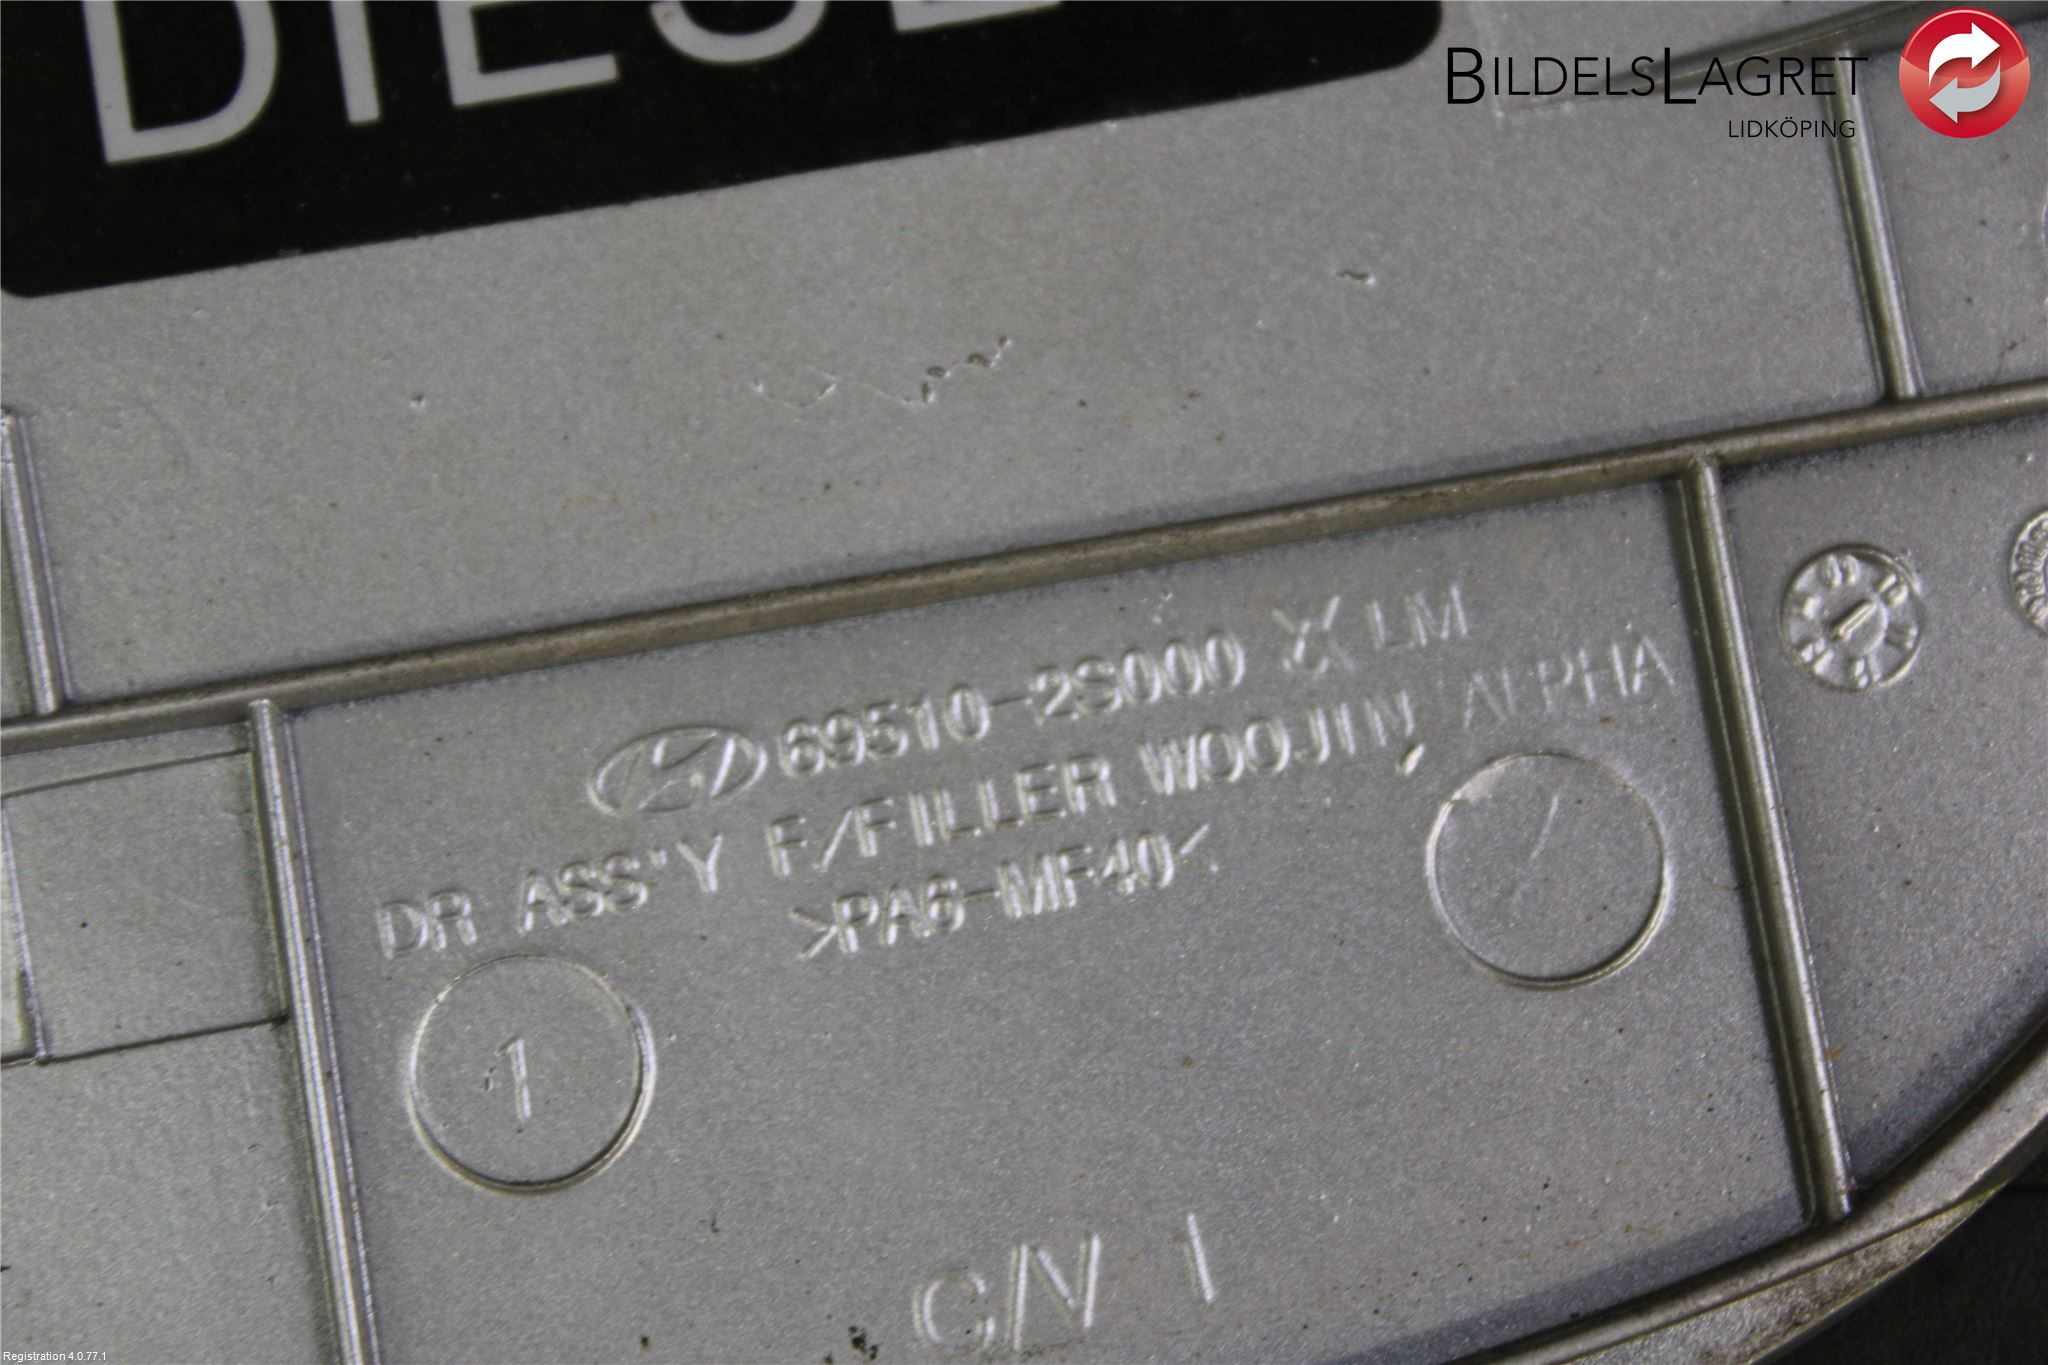 DIESEL
BILDELSLAGRET
LIDKÖPING
69510-2S000 LM
DR ASS'Y F/FILLER WOOJIN ALPHA
>PA6-MF40<
1
C/V 1
Registration 4.0.77.1